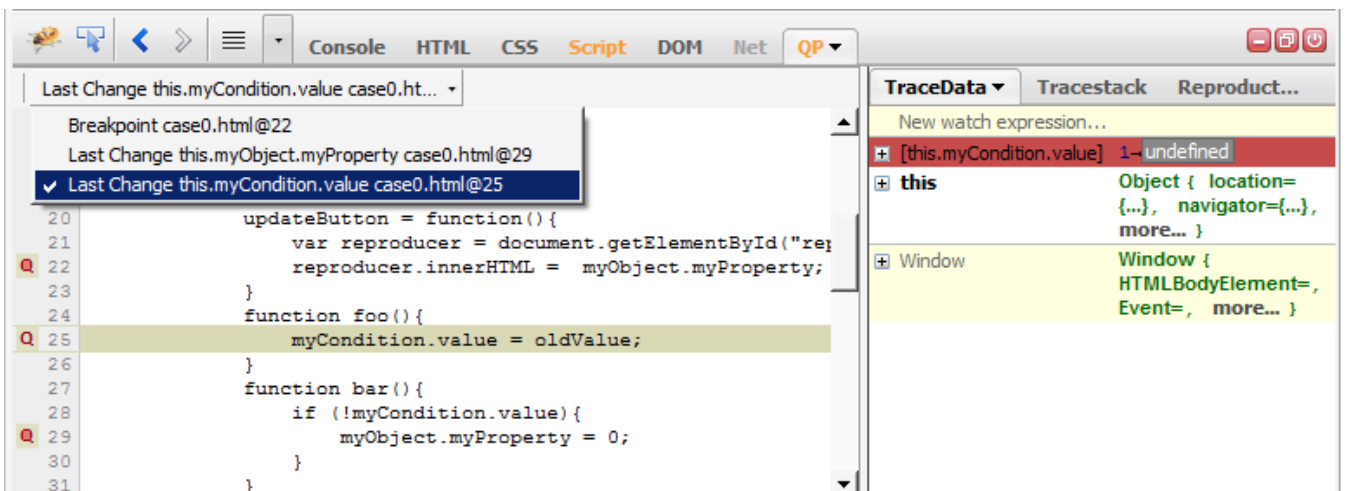 Console HTML CSS Script DOM Net QP
Last Change this.myCondition.value case0.ht...
Breakpoint case0.html@22
Last Change this.myObject.myProperty case0.html@29
Last Change this.myCondition.value case0.html@25
20 updateButton = function(){
21 var reproducer = document.getElementById("rep
Q 22 reproducer.innerHTML = myObject.myProperty;
23 }
24 function foo(){
Q 25 myCondition.value = oldValue;
26 }
27 function bar(){
28 if (!myCondition.value){
Q 29 myObject.myProperty = 0;
30 }
31 }
TraceData Tracestack Reproduct...
New watch expression...
[this.myCondition.value] 1→undefined
this Object { location=
{...}, navigator={...},
more... }
Window Window {
HTMLBodyElement=,
Event=, more... }